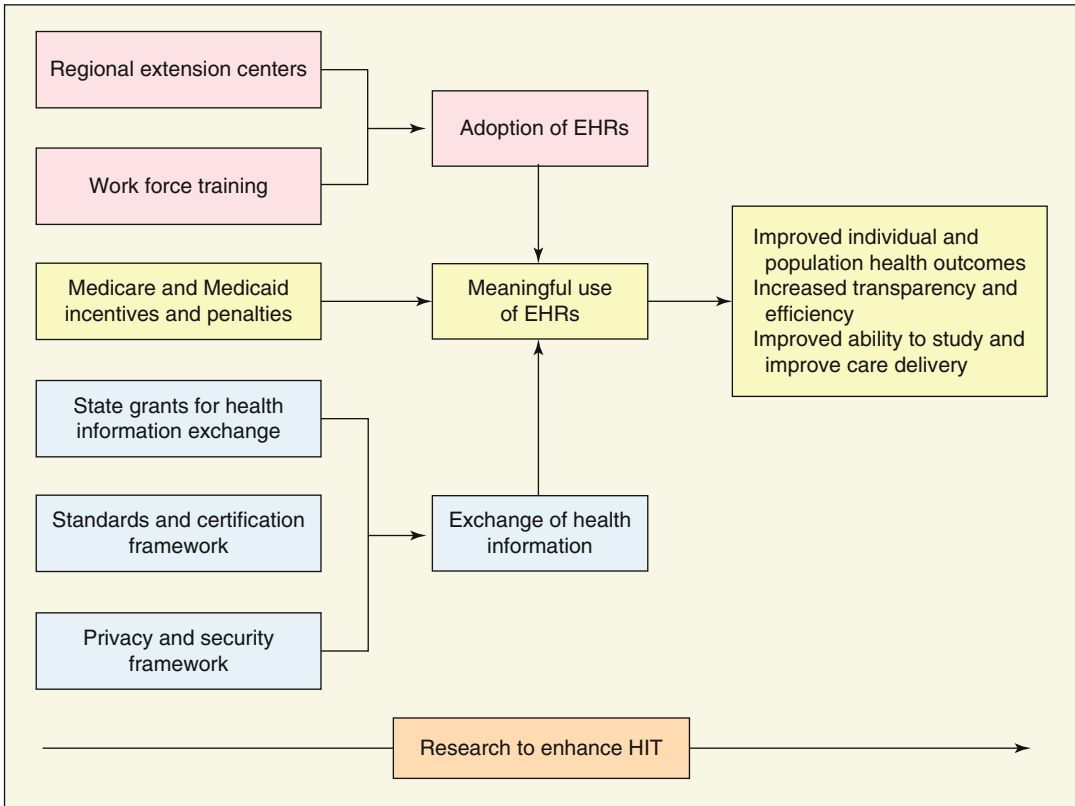 Regional extension centers
Work force training
Adoption of EHRs
Medicare and Medicaid
incentives and penalties
Meaningful use
of EHRs
Improved individual and
population health outcomes
Increased transparency and
efficiency
Improved ability to study and
improve care delivery
State grants for health
information exchange
Standards and certification
framework
Privacy and security
framework
Exchange of health
information
Research to enhance HIT